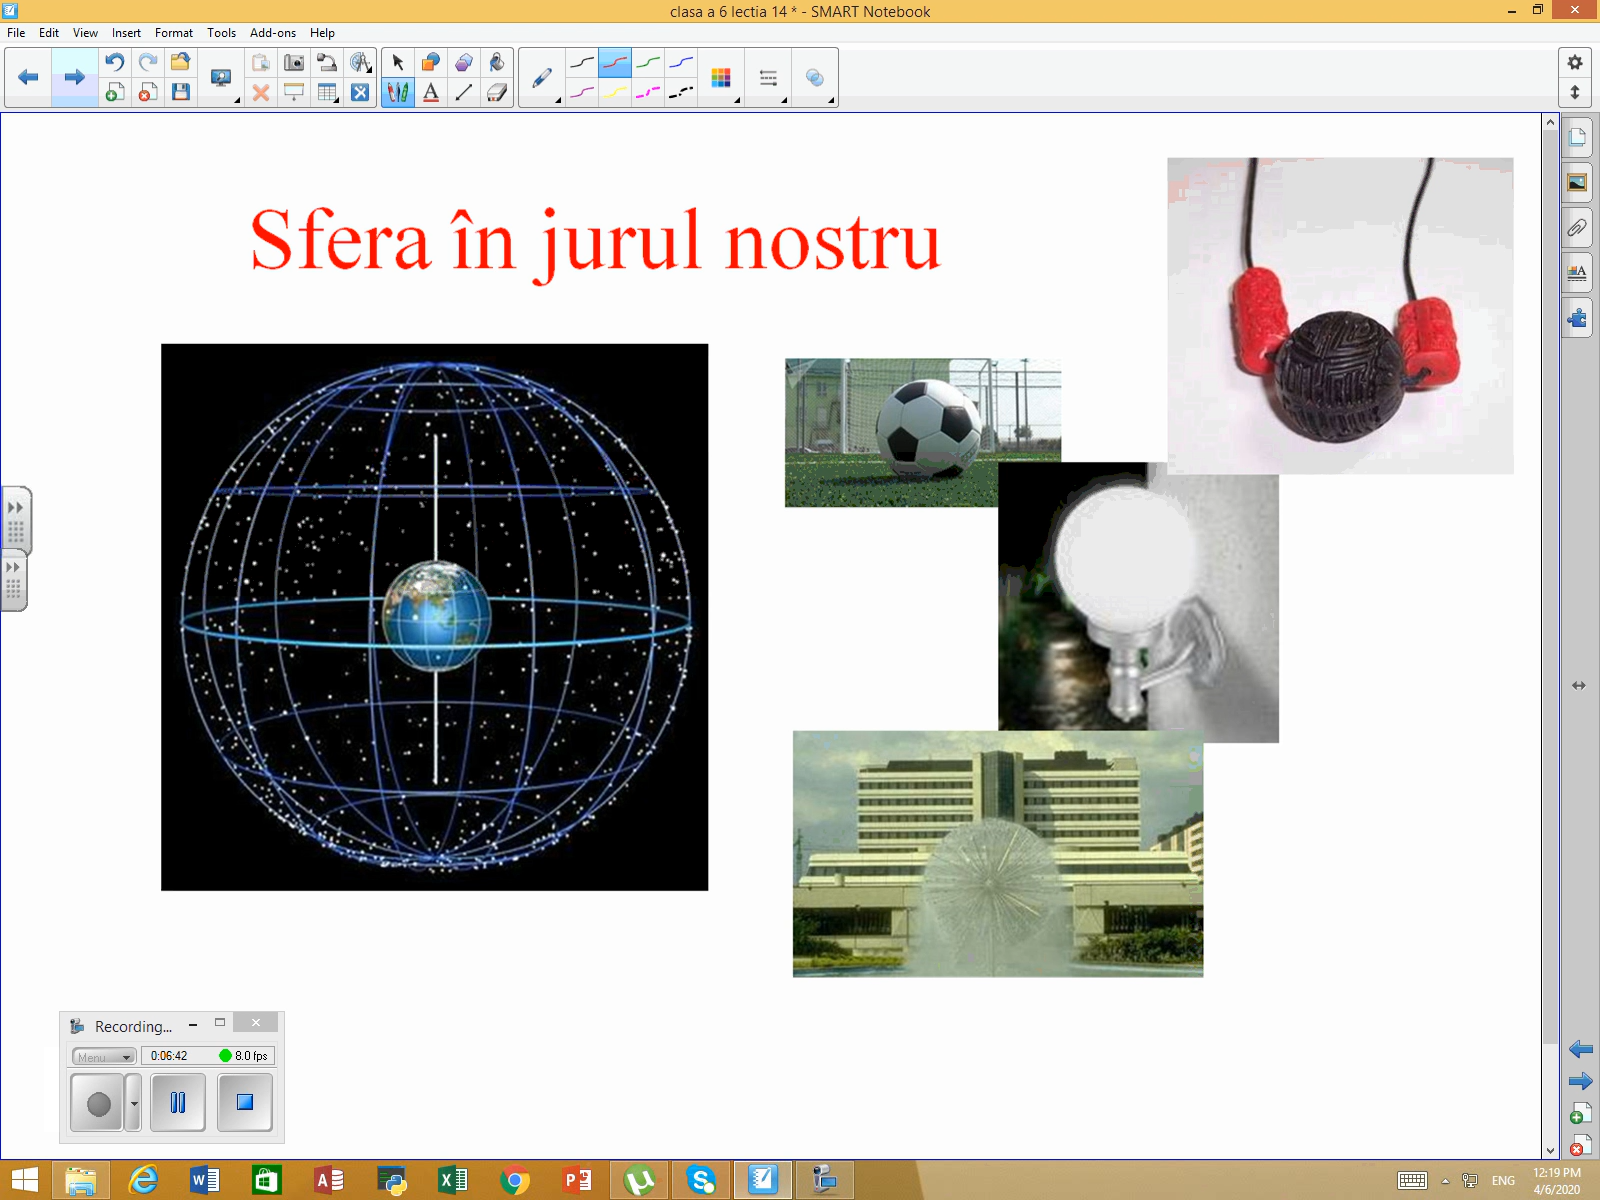 clasa a 6 lectia 14 * - SMART Notebook
File Edit View Insert Format Tools Add-ons Help
Sfera în jurul nostru
Recording...
Menu
0:06:42 8.0 fps
ENG
12:19 PM
4/6/2020